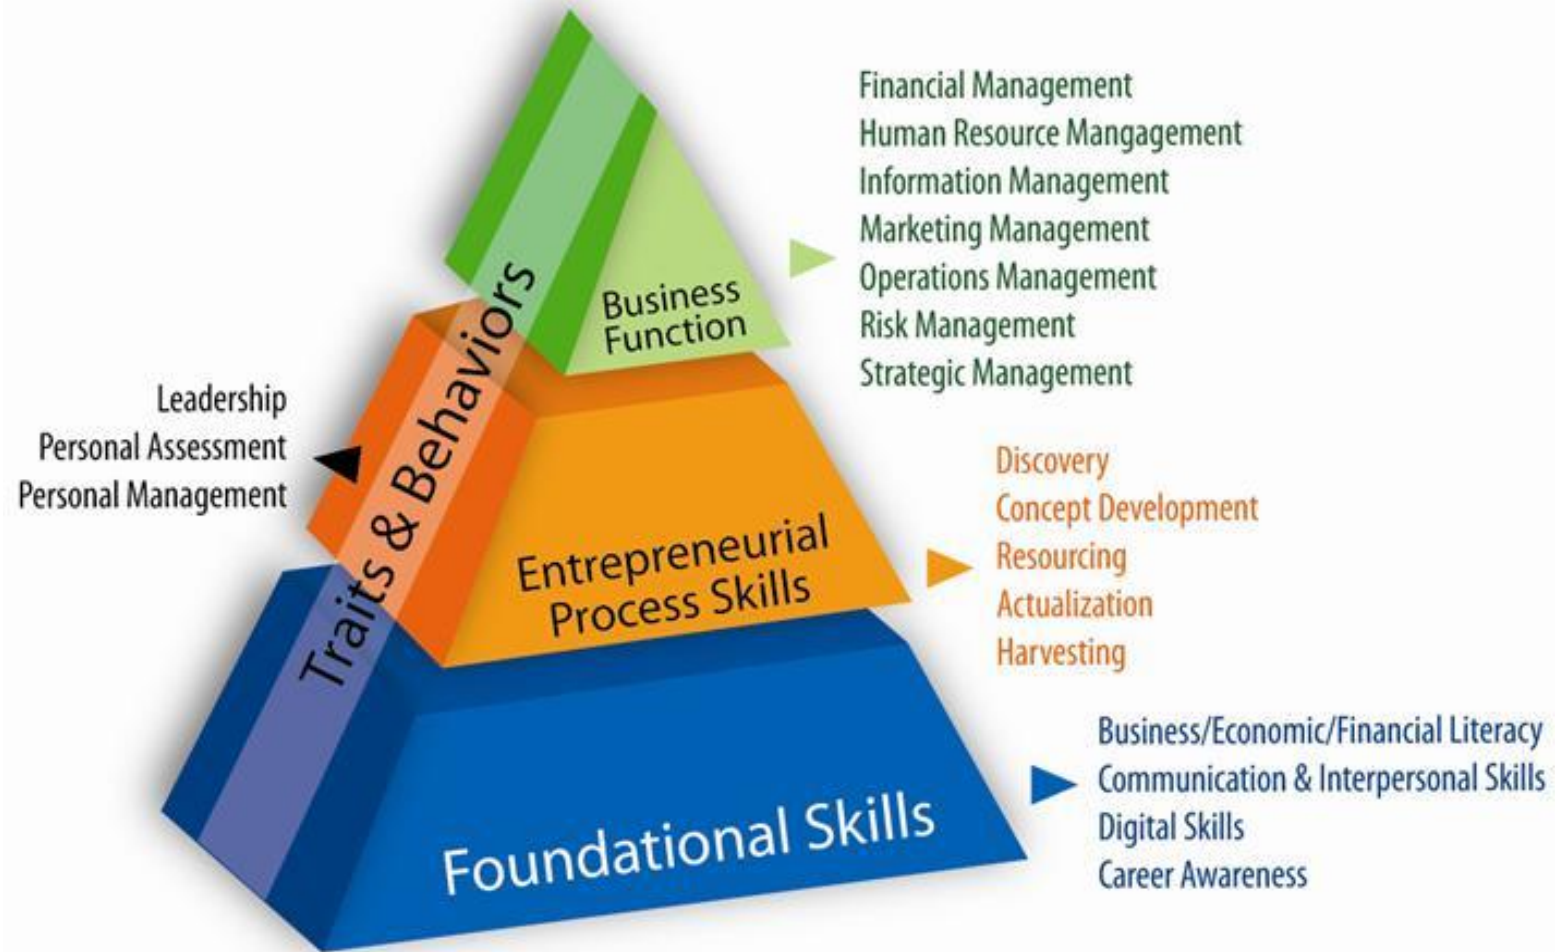 Financial Management
Human Resource Mangagement
Information Management
Marketing Management
Operations Management
Risk Management
Strategic Management
Business
Function
Leadership
Personal Assessment
Personal Management
Traits & Behaviors
Discovery
Concept Development
Resourcing
Actualization
Harvesting
Entrepreneurial
Process Skills
Business/Economic/Financial Literacy
Communication & Interpersonal Skills
Digital Skills
Career Awareness
Foundational Skills